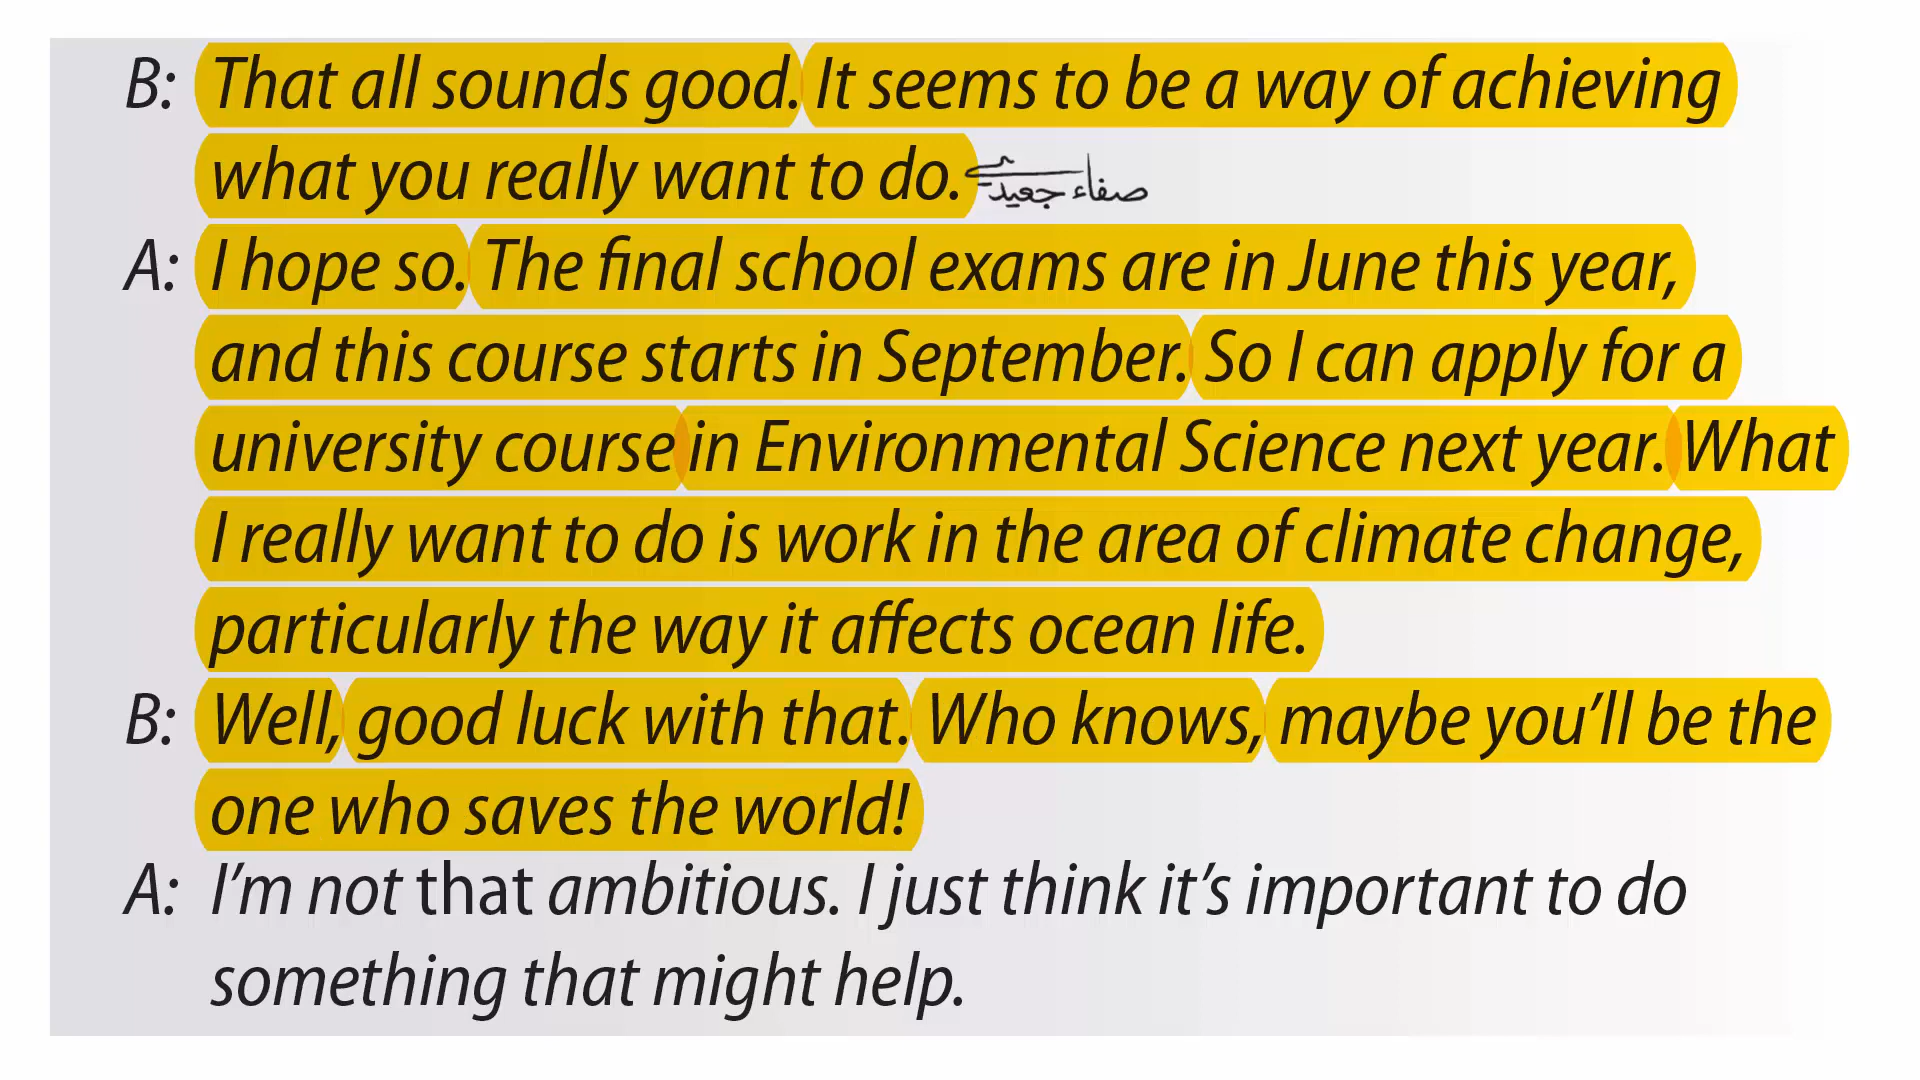 B: That all sounds good. It seems to be a way of achieving
what you really want to do. صفاء جعيدي
A: I hope so. The final school exams are in June this year,
and this course starts in September. So I can apply for a
university course in Environmental Science next year. What
I really want to do is work in the area of climate change,
particularly the way it affects ocean life.
B: Well, good luck with that. Who knows, maybe you’ll be the
one who saves the world!
A: I’m not that ambitious. I just think it’s important to do
something that might help.